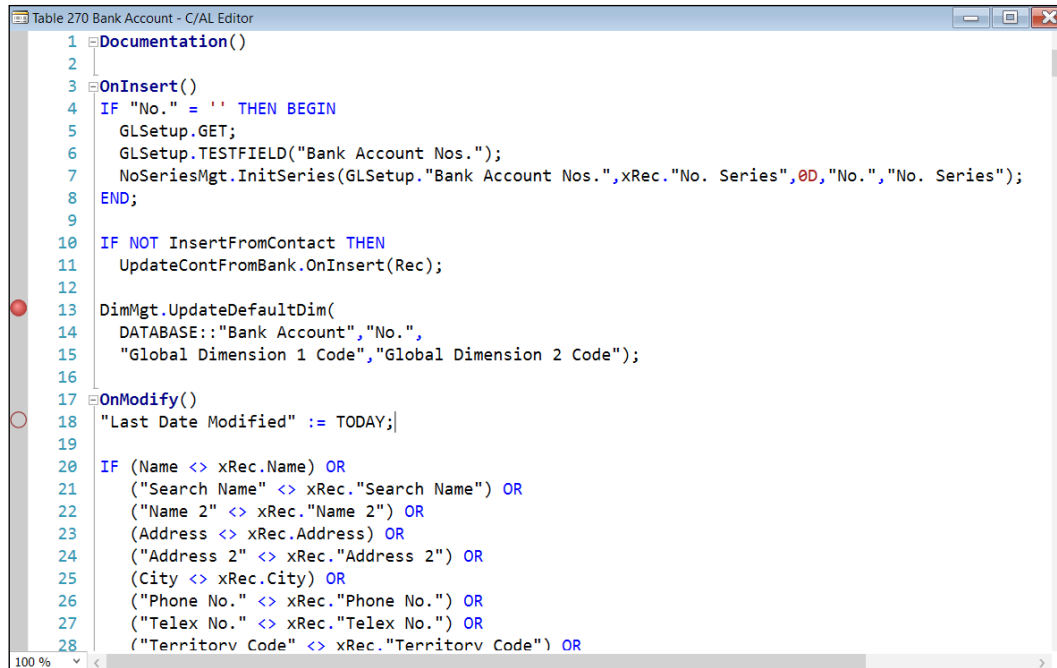 Table 270 Bank Account - C/AL Editor
1 Documentation()
2
3 OnInsert()
4 IF "No." = '' THEN BEGIN
5   GLSetup.GET;
6   GLSetup.TESTFIELD("Bank Account Nos.");
7   NoSeriesMgt.InitSeries(GLSetup."Bank Account Nos.",xRec."No. Series",0D,"No.","No. Series");
8 END;
9
10 IF NOT InsertFromContact THEN
11   UpdateContFromBank.OnInsert(Rec);
12
13 DimMgt.UpdateDefaultDim(
14   DATABASE::"Bank Account","No.",
15   "Global Dimension 1 Code","Global Dimension 2 Code");
16
17 OnModify()
18 "Last Date Modified" := TODAY;
19
20 IF (Name <> xRec.Name) OR
21    ("Search Name" <> xRec."Search Name") OR
22    ("Name 2" <> xRec."Name 2") OR
23    (Address <> xRec.Address) OR
24    ("Address 2" <> xRec."Address 2") OR
25    (City <> xRec.City) OR
26    ("Phone No." <> xRec."Phone No.") OR
27    ("Telex No." <> xRec."Telex No.") OR
28    ("Territory Code" <> xRec."Territory Code") OR
100 %